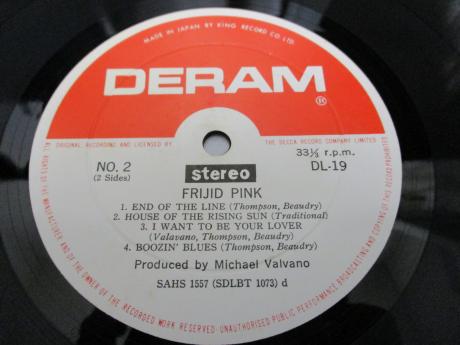 MADE IN JAPAN BY KING RECORD CO. LTD.
DERAM®
ORIGINAL RECORDING AND LICENSED BY THE DECCA RECORD COMPANY LIMITED
NO. 2
(2 Sides)
stereo
33⅓ r.p.m.
DL-19
FRIJID PINK
1. END OF THE LINE (Thompson, Beaudry)
2. HOUSE OF THE RISING SUN (Traditional)
3. I WANT TO BE YOUR LOVER
(Valavano, Thompson, Beaudry)
4. BOOZIN' BLUES (Thompson, Beaudry)
Produced by Michael Valvano
SAHS 1557 (SDLBT 1073) d
ALL RIGHTS OF THE MANUFACTURER AND OF THE OWNER OF THE RECORDED WORK RESERVED · UNAUTHORISED PUBLIC PERFORMANCE BROADCASTING AND COPYING OF THIS RECORD PROHIBITED